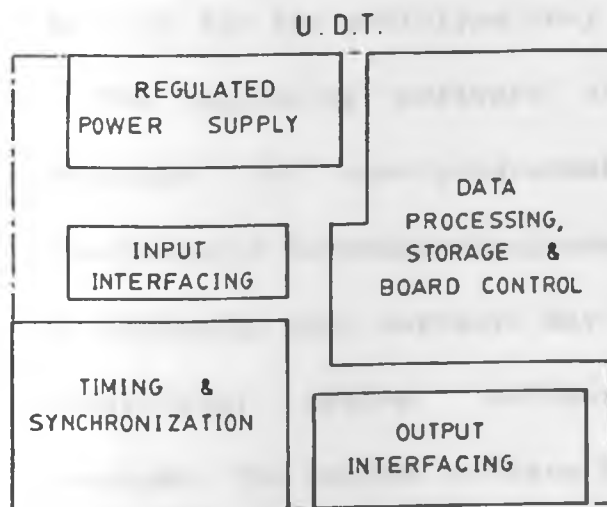 U.D.T.
REGULATED
POWER SUPPLY
DATA
PROCESSING,
STORAGE &
BOARD CONTROL
INPUT
INTERFACING
TIMING &
SYNCHRONIZATION
OUTPUT
INTERFACING